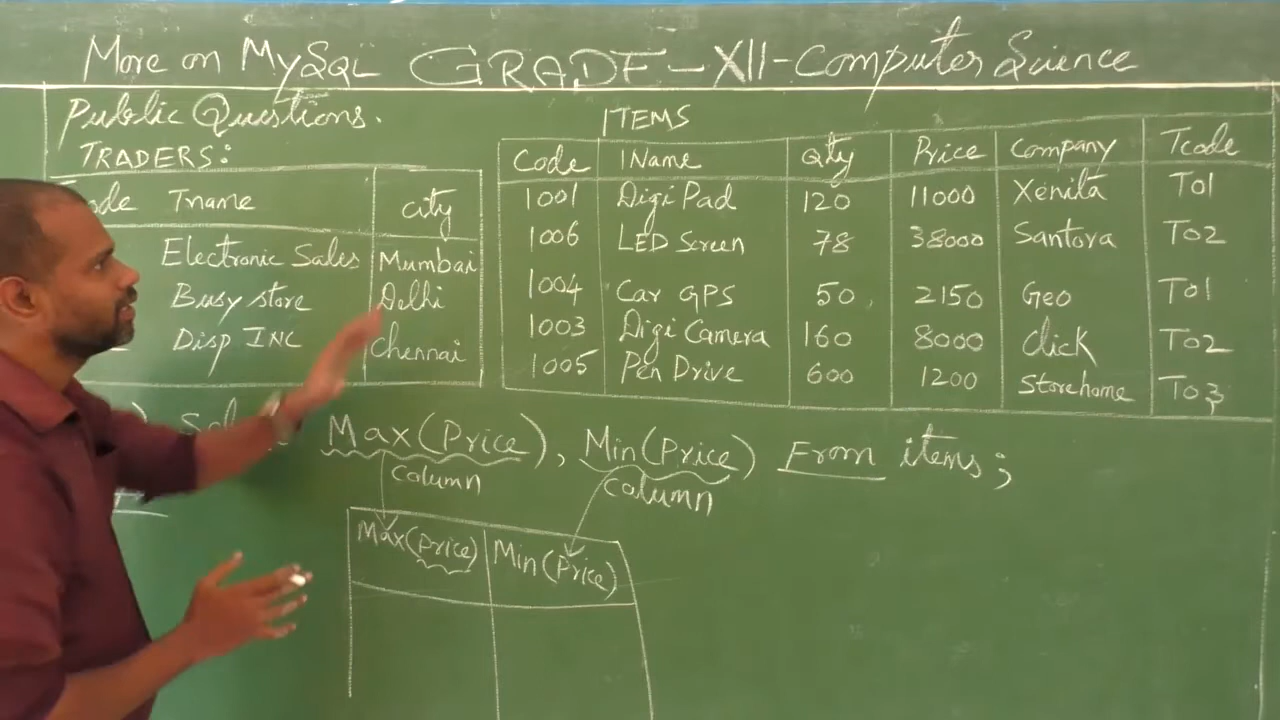 More on MySQL GRADE-XII-Computer Science
Public Questions.
TRADERS:
Tname City
Electronic Sales Mumbai
Busy store Delhi
Disp INC Chennai
ITEMS
Code IName Qty Price Company Tcode
1001 Digi Pad 120 11000 Xenita T01
1006 LED Screen 78 38000 Santora T02
1004 Car GPS 50 2150 Geo T01
1003 Digi Camera 160 8000 Click T02
1005 Pen Drive 600 1200 Storehome T03
Max(Price), Min(Price) From items;
column column
Max(Price) Min(Price)